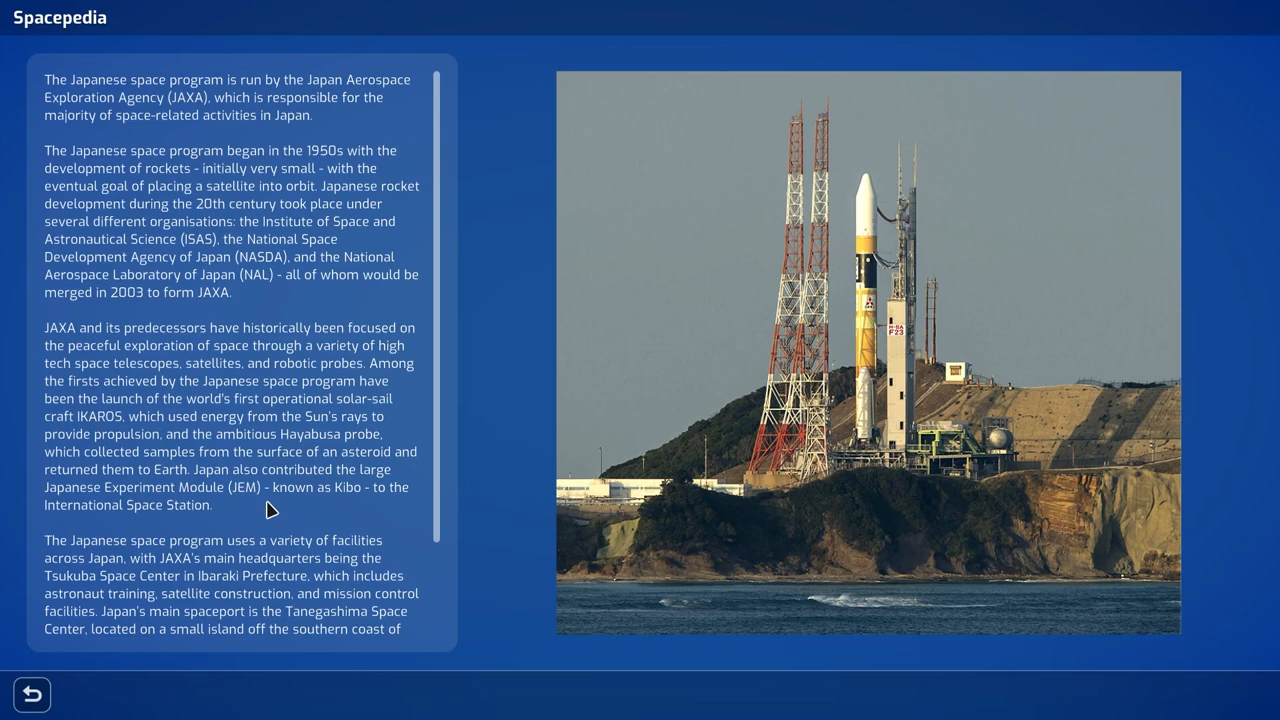 Spacepedia
The Japanese space program is run by the Japan Aerospace
Exploration Agency (JAXA), which is responsible for the
majority of space-related activities in Japan.
The Japanese space program began in the 1950s with the
development of rockets - initially very small - with the
eventual goal of placing a satellite into orbit. Japanese rocket
development during the 20th century took place under
several different organisations: the Institute of Space and
Astronautical Science (ISAS), the National Space
Development Agency of Japan (NASDA), and the National
Aerospace Laboratory of Japan (NAL) - all of whom would be
merged in 2003 to form JAXA.
JAXA and its predecessors have historically been focused on
the peaceful exploration of space through a variety of high
tech space telescopes, satellites, and robotic probes. Among
the firsts achieved by the Japanese space program have
been the launch of the world's first operational solar-sail
craft IKAROS, which used energy from the Sun's rays to
provide propulsion, and the ambitious Hayabusa probe,
which collected samples from the surface of an asteroid and
returned them to Earth. Japan also contributed the large
Japanese Experiment Module (JEM) - known as Kibo - to the
International Space Station.
The Japanese space program uses a variety of facilities
across Japan, with JAXA's main headquarters being the
Tsukuba Space Center in Ibaraki Prefecture, which includes
astronaut training, satellite construction, and mission control
facilities. Japan's main spaceport is the Tanegashima Space
Center, located on a small island off the southern coast of
H-IIA
F23